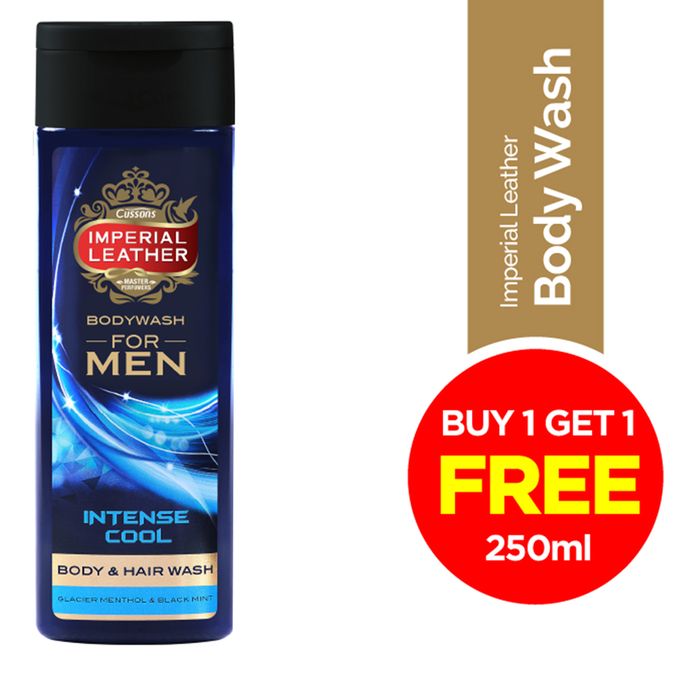 Cussons
IMPERIAL
LEATHER
MASTER
PERFUMERS
BODYWASH
FOR
MEN
INTENSE
COOL
BODY & HAIR WASH
GLACIER MENTHOL & BLACK MINT
Imperial Leather
Body Wash
BUY 1 GET 1
FREE
250ml